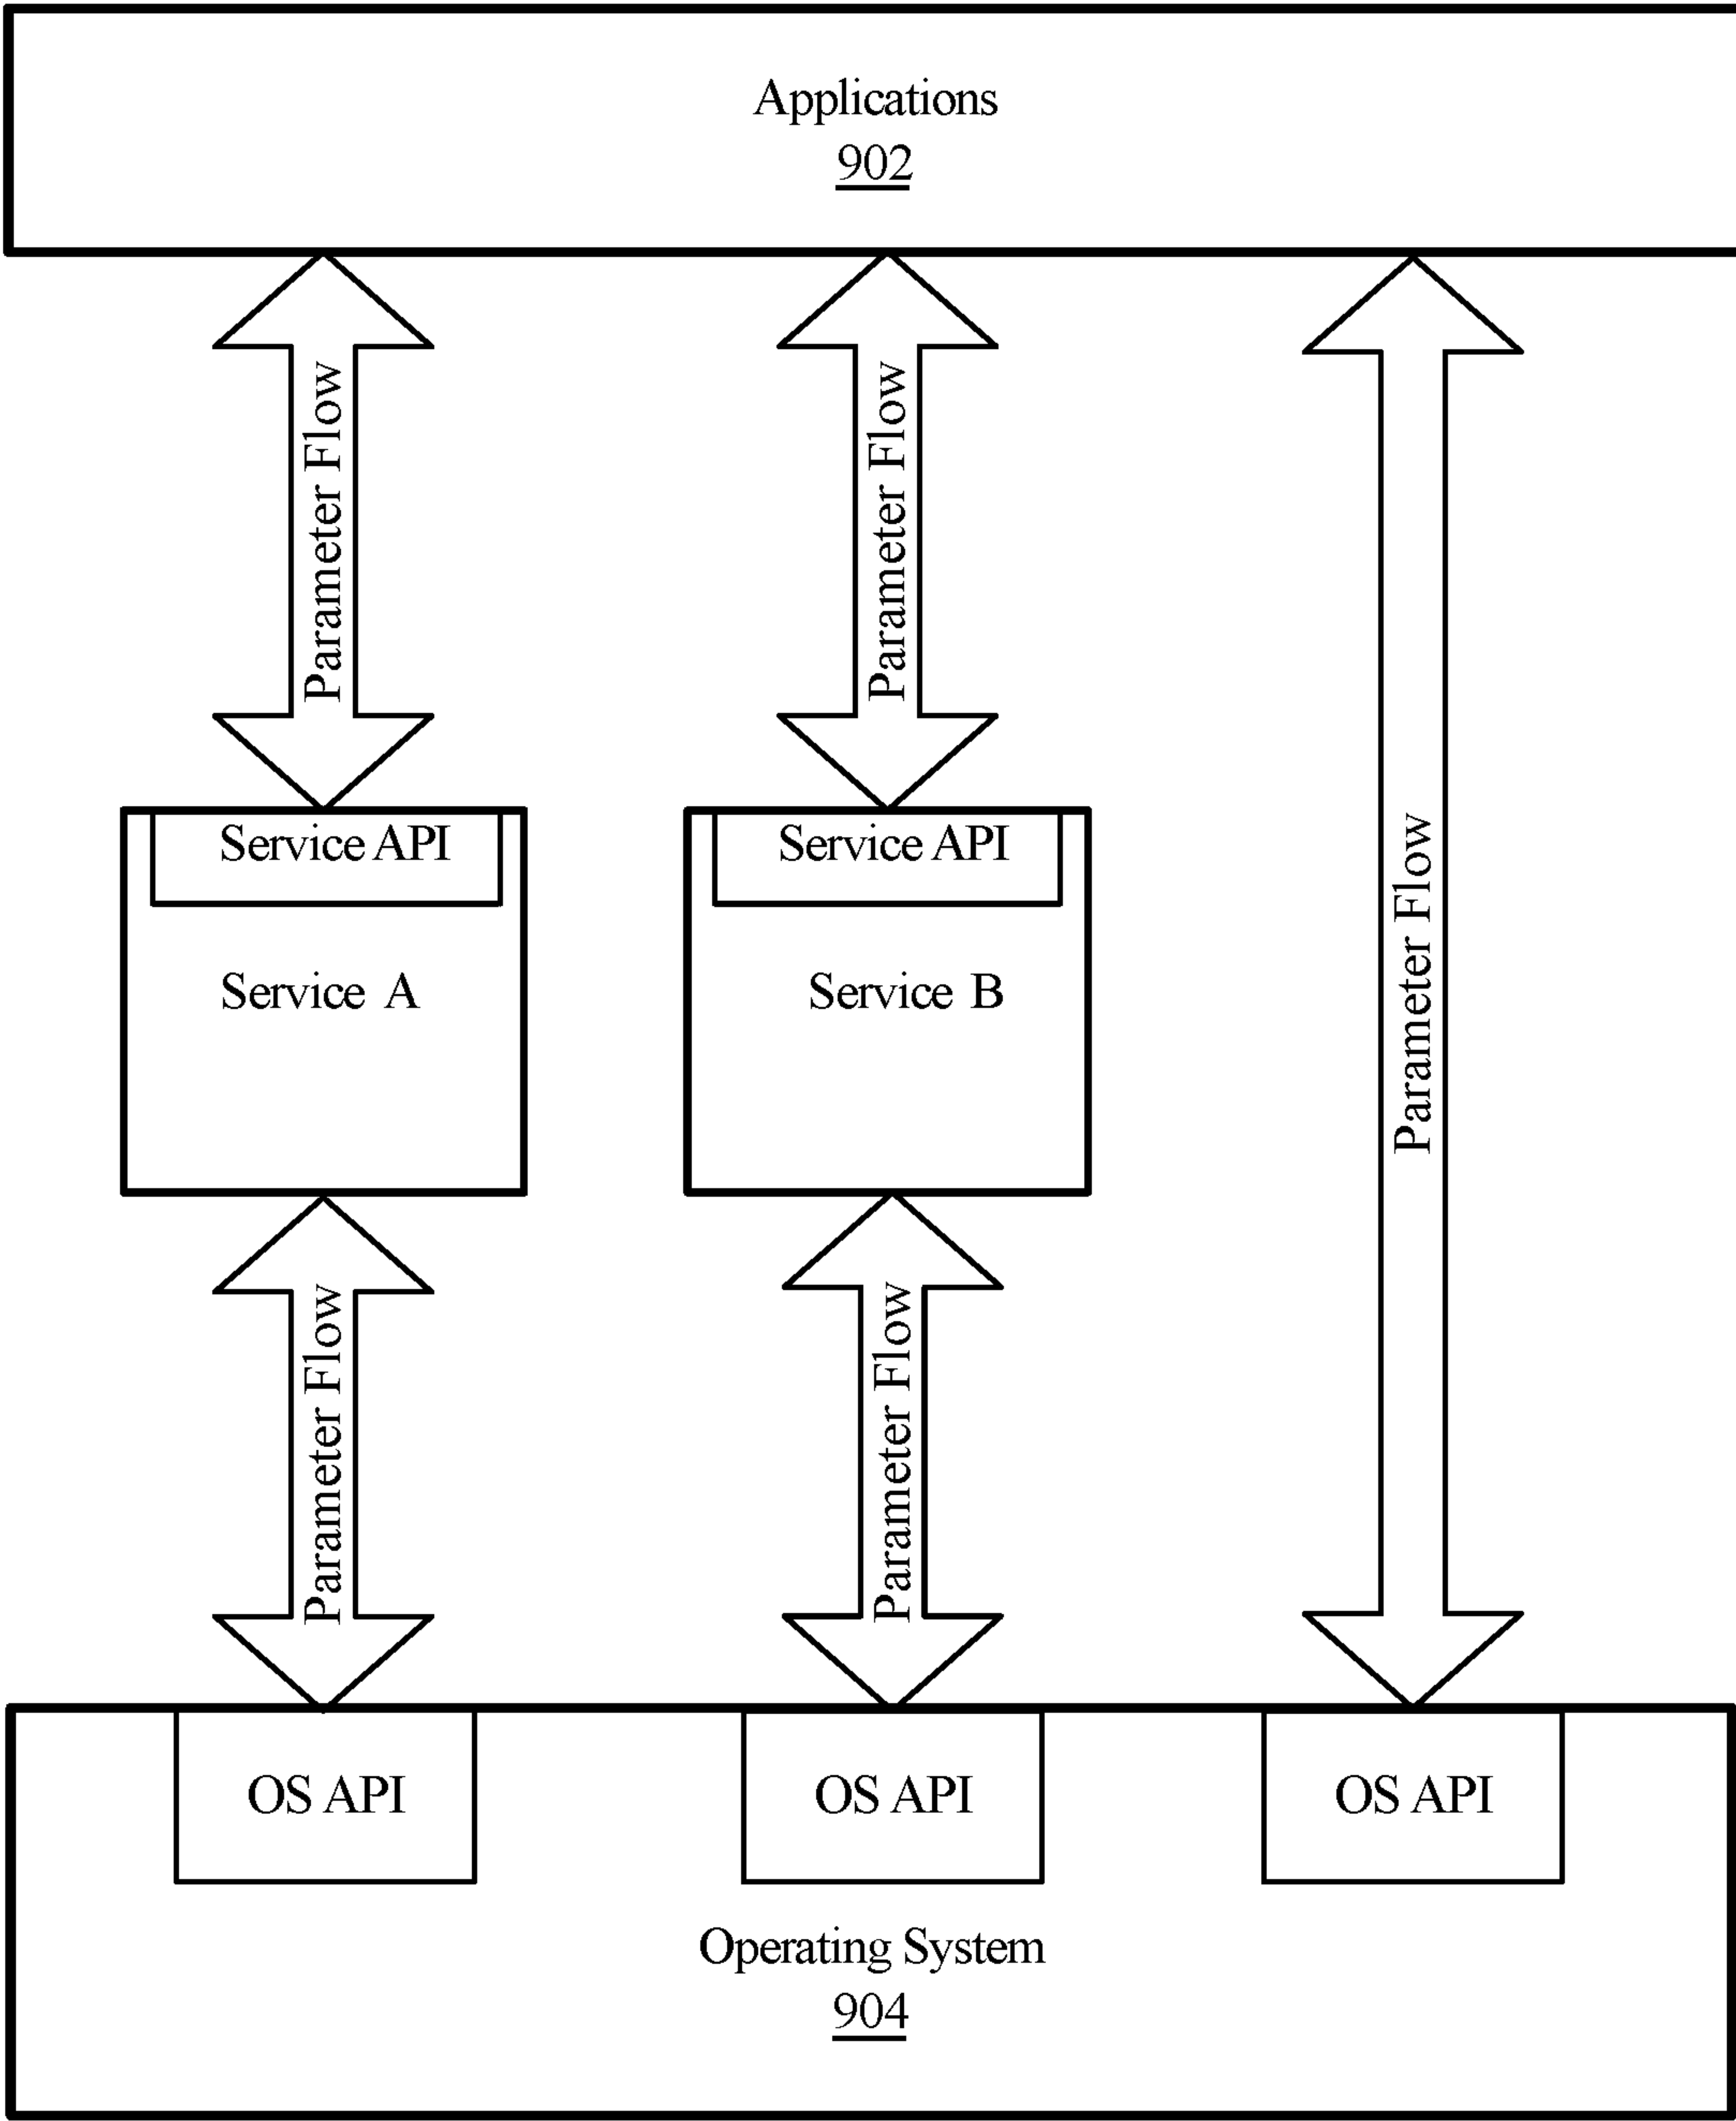 Applications
902
Parameter Flow
Parameter Flow
Parameter Flow
Service API
Service API
Service A
Service B
Parameter Flow
Parameter Flow
OS API
OS API
OS API
Operating System
904